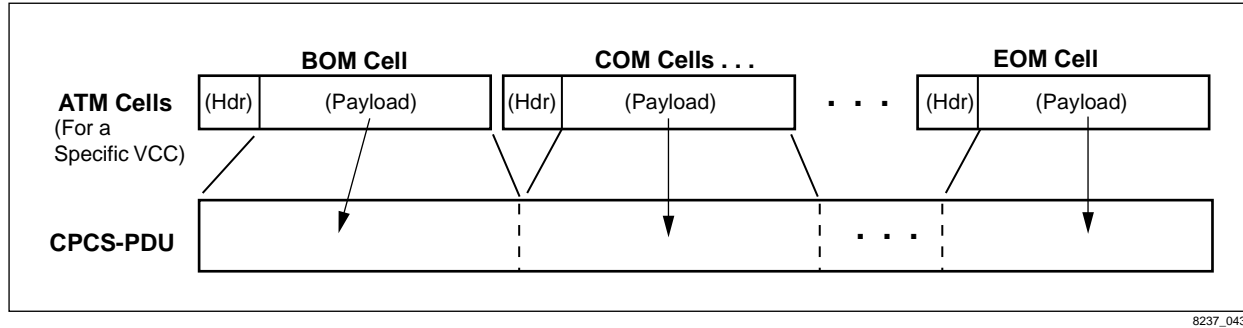 BOM Cell
COM Cells . . .
EOM Cell
ATM Cells
(For a
Specific VCC)
(Hdr)
(Payload)
(Hdr)
(Payload)
. . .
(Hdr)
(Payload)
CPCS-PDU
. . .
8237_043